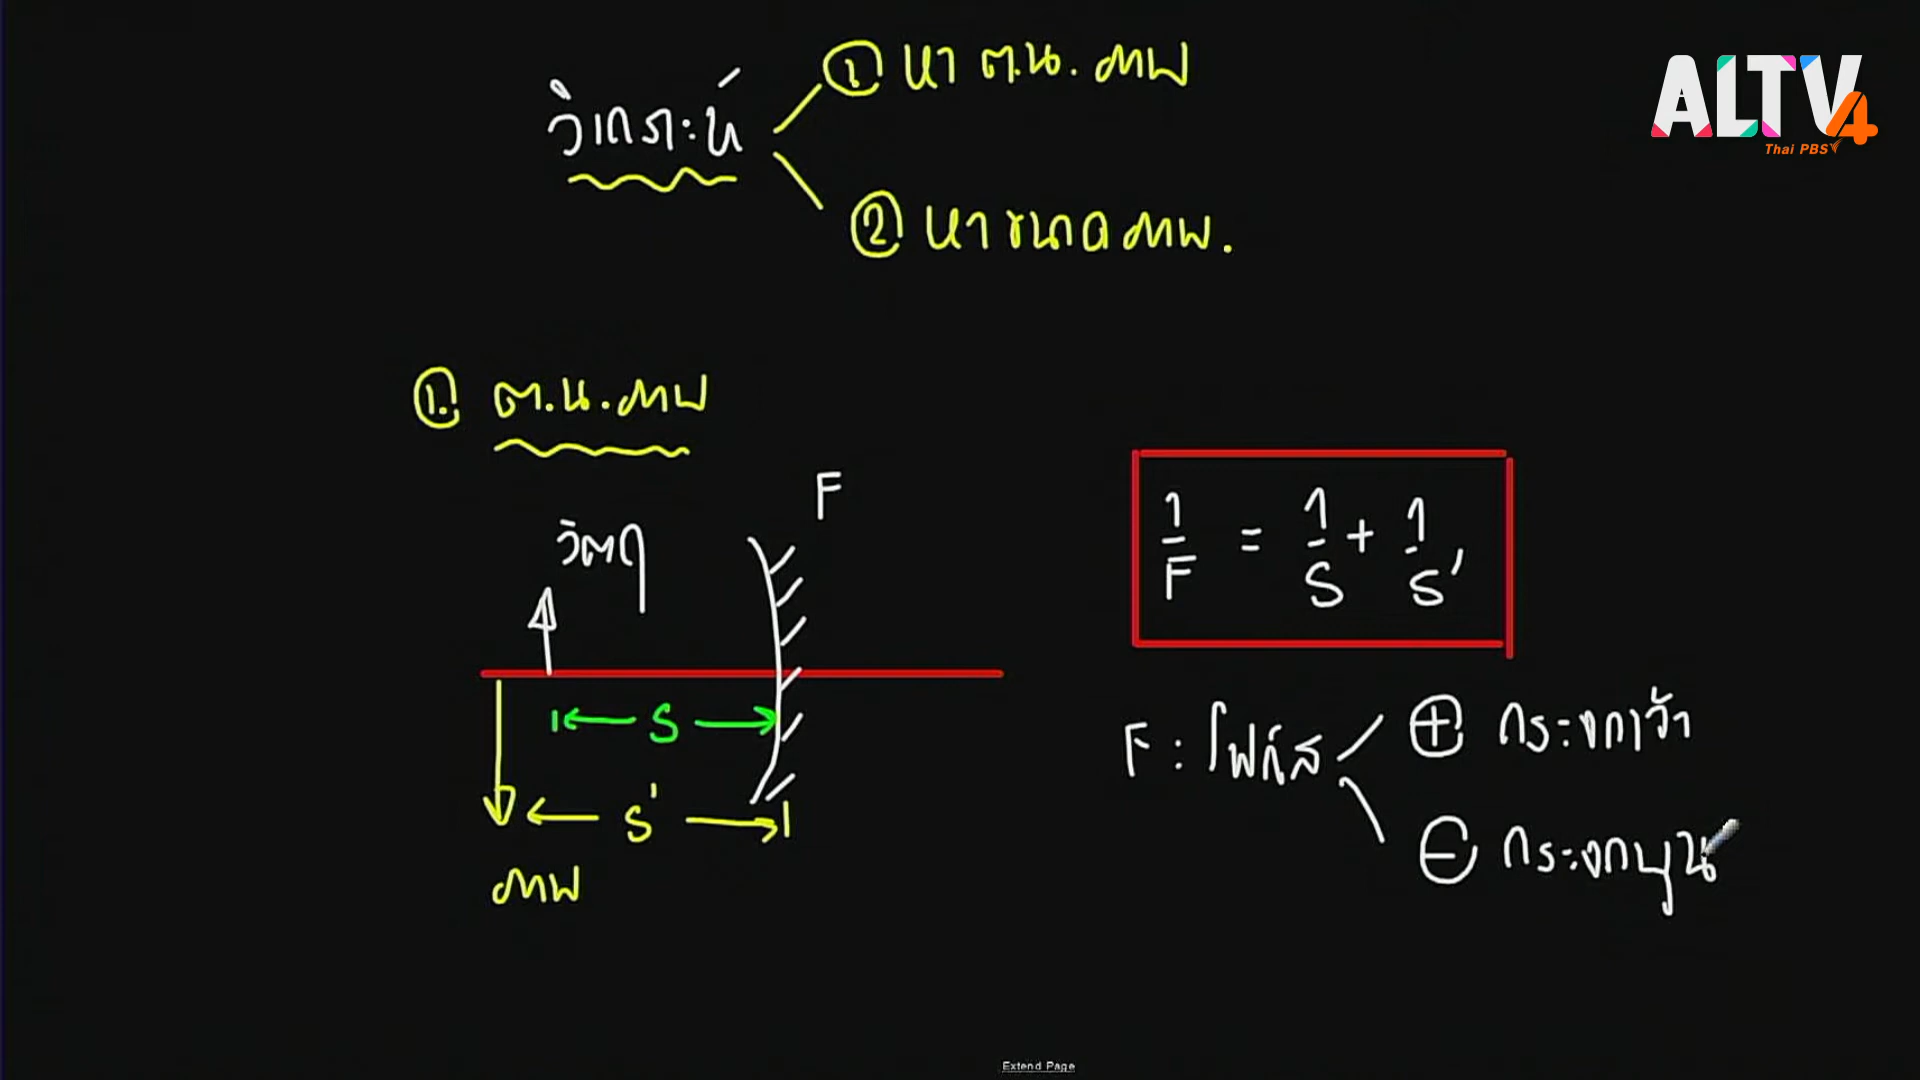 ALTV4
Thai PBS
วิเคราะห์
① หา ต.น. ภาพ
② หาขนาดภาพ.
①. ต.น. ภาพ
F
วัตถุ
S
S'
ภาพ
1/F = 1/S + 1/S'
F : โฟกัส
⊕ กระจกเว้า
⊖ กระจกนูน
Extend Page